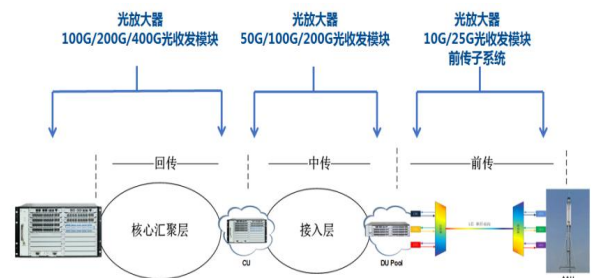 光放大器
100G/200G/400G光收发模块
光放大器
50G/100G/200G光收发模块
光放大器
10G/25G光收发模块
前传子系统
回传
中传
前传
核心汇聚层
接入层
CU
DU Pool